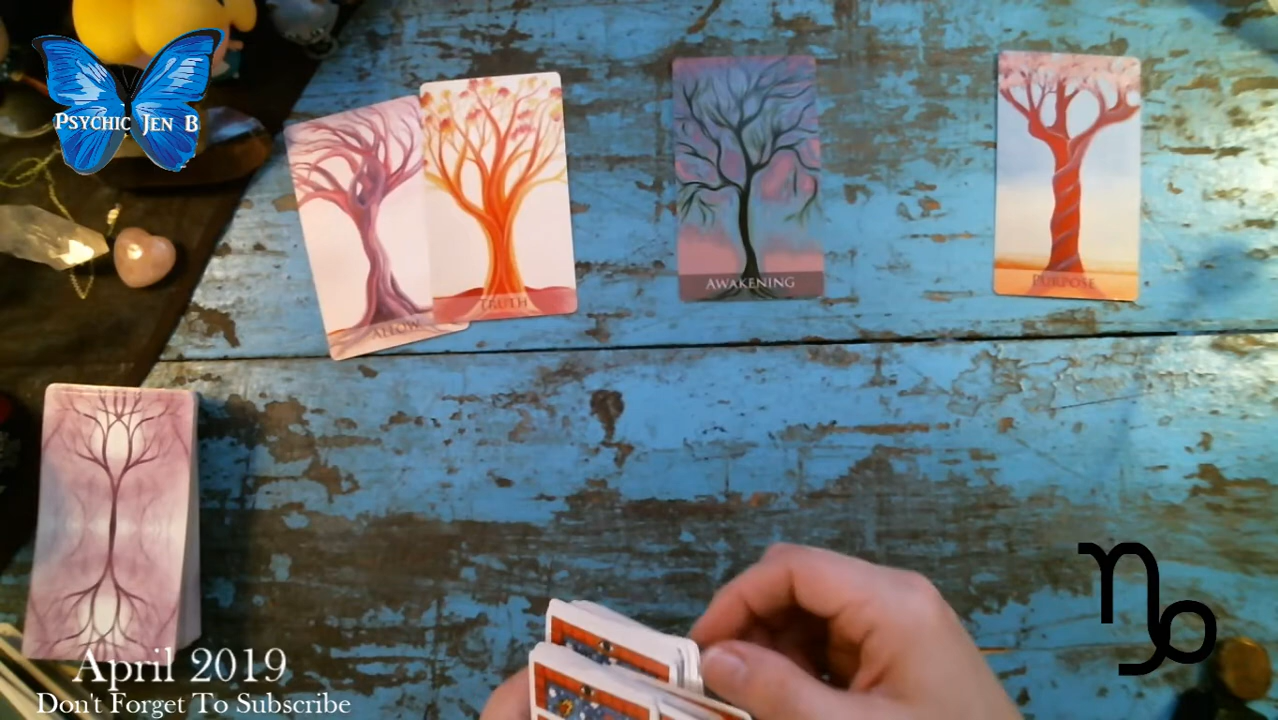 Psychic Jen B
Allow
Truth
Awakening
Purpose
April 2019
Don't Forget To Subscribe